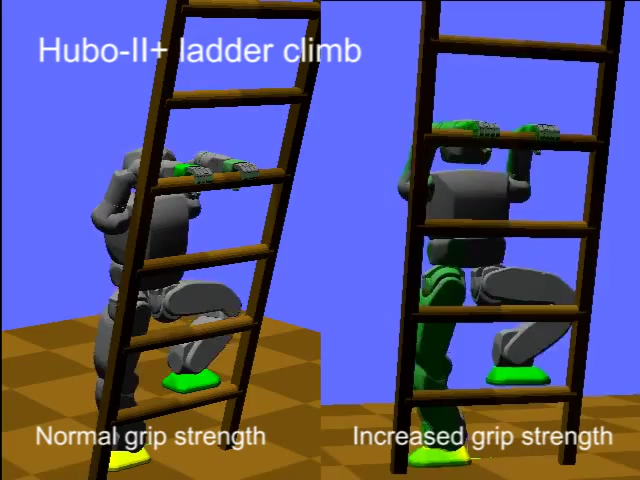 Hubo-II+ ladder climb
Normal grip strength
Increased grip strength